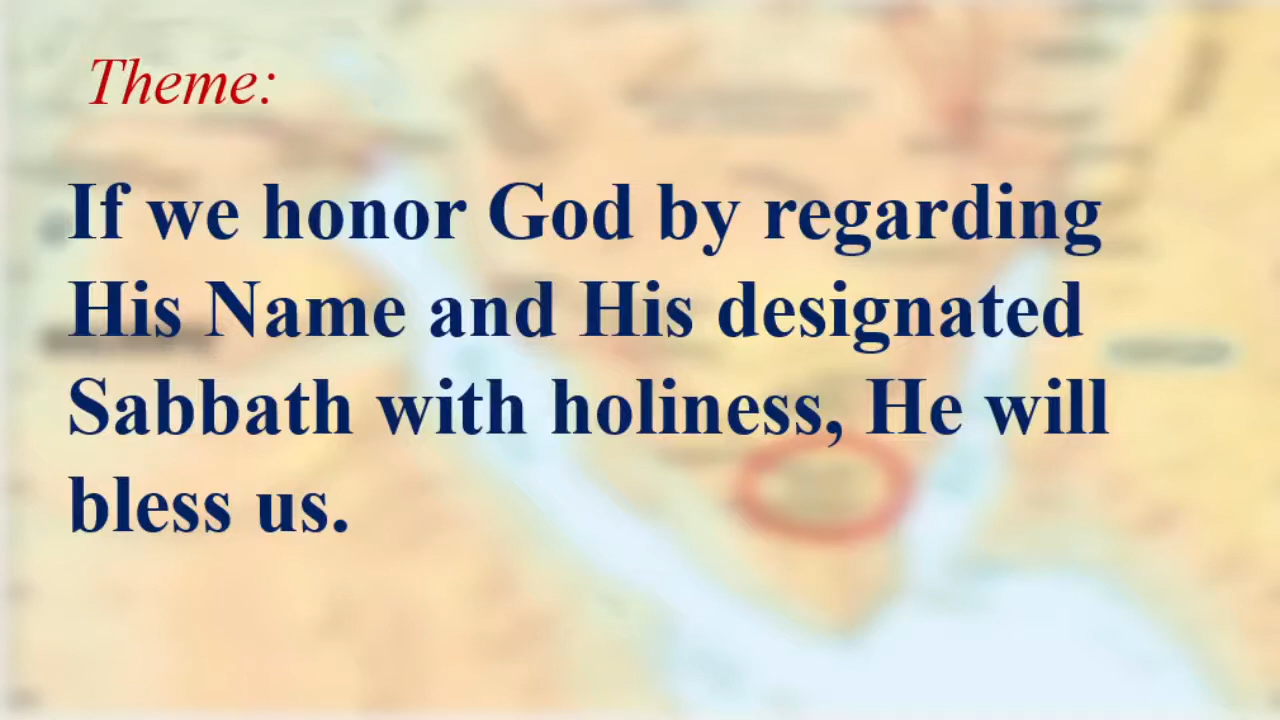 Theme:
If we honor God by regarding
His Name and His designated
Sabbath with holiness, He will
bless us.